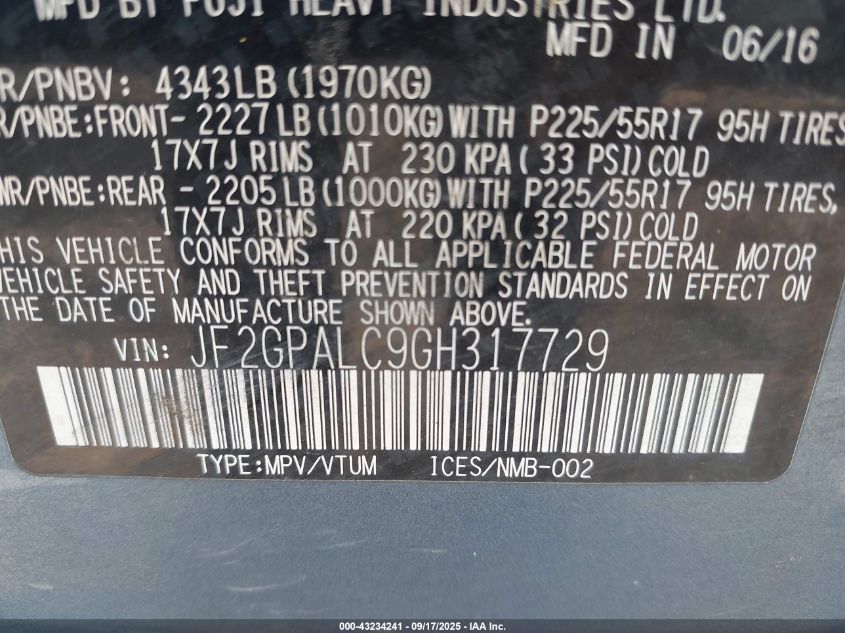 MFD BY FUJI HEAVY INDUSTRIES LTD.
MFD IN 06/16
R/PNBV: 4343LB (1970KG)
R/PNBE:FRONT- 2227LB(1010KG)WITH P225/55R17 95H TIRES
17X7J RIMS AT 230 KPA( 33 PSI)COLD
WR/PNBE:REAR - 2205LB(1000KG)WITH P225/55R17 95H TIRES,
17X7J RIMS AT 220 KPA( 32 PSI)COLD
HIS VEHICLE CONFORMS TO ALL APPLICABLE FEDERAL MOTOR
VEHICLE SAFETY AND THEFT PREVENTION STANDARDS IN EFFECT ON
THE DATE OF MANUFACTURE SHOWN ABOVE.
VIN: JF2GPALC9GH317729
TYPE:MPV/VTUM ICES/NMB-002
000-43234241 - 09/17/2025 - IAA Inc.